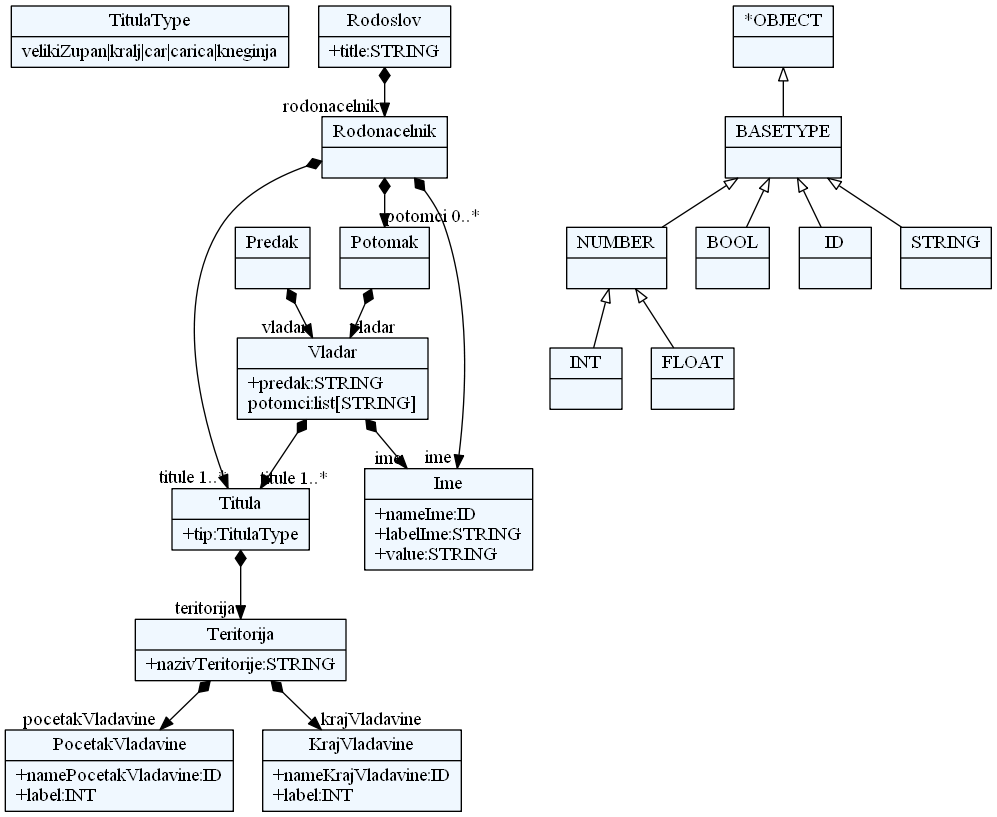 TitulaType
velikiZupan|kralj|car|carica|kneginja
Rodoslov
+title:STRING
*OBJECT
rodonacelnik
Rodonacelnik
BASETYPE
potomci 0..*
Predak
Potomak
NUMBER
BOOL
ID
STRING
vladar
vladar
Vladar
+predak:STRING
potomci:list[STRING]
INT
FLOAT
titule 1..*
titule 1..*
ime
ime
Titula
+tip:TitulaType
Ime
+nameIme:ID
+labelIme:STRING
+value:STRING
teritorija
Teritorija
+nazivTeritorije:STRING
pocetakVladavine
krajVladavine
PocetakVladavine
+namePocetakVladavine:ID
+label:INT
KrajVladavine
+nameKrajVladavine:ID
+label:INT